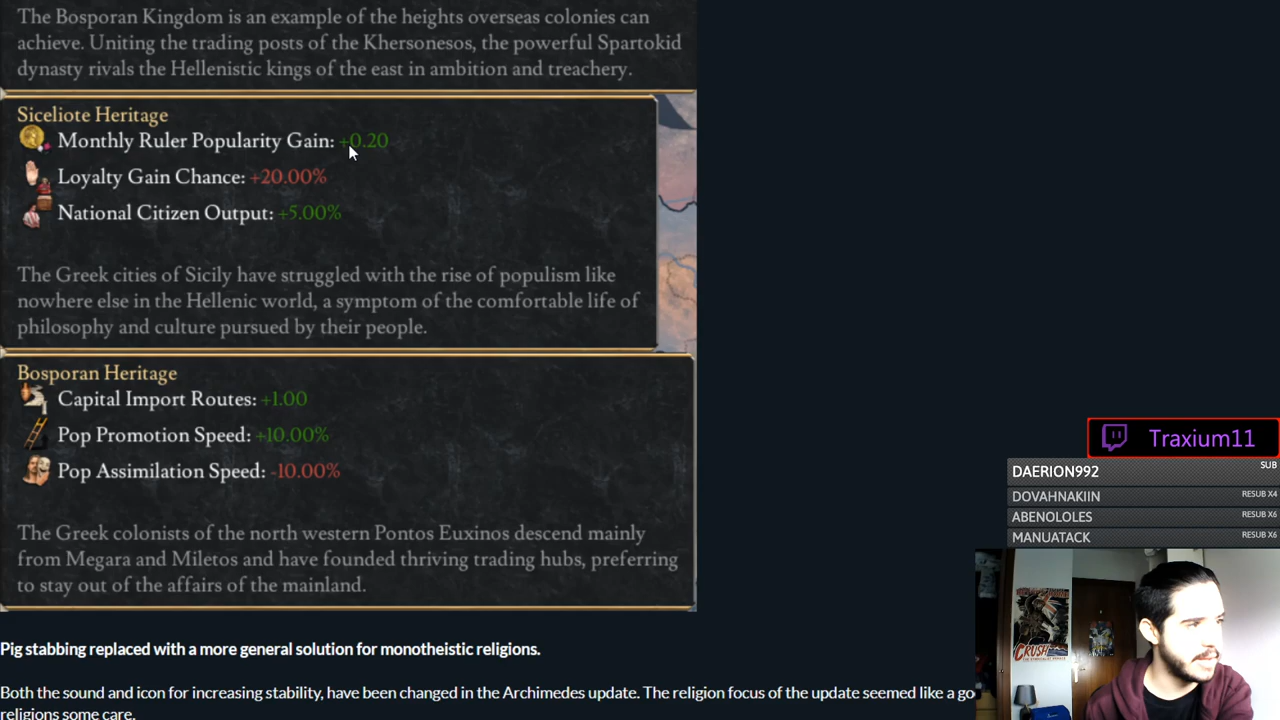 The Bosporan Kingdom is an example of the heights overseas colonies can
achieve. Uniting the trading posts of the Khersonesos, the powerful Spartokid
dynasty rivals the Hellenistic kings of the east in ambition and treachery.
Siceliote Heritage
Monthly Ruler Popularity Gain: +0.20
Loyalty Gain Chance: +20.00%
National Citizen Output: +5.00%
The Greek cities of Sicily have struggled with the rise of populism like
nowhere else in the Hellenic world, a symptom of the comfortable life of
philosophy and culture pursued by their people.
Bosporan Heritage
Capital Import Routes: +1.00
Pop Promotion Speed: +10.00%
Pop Assimilation Speed: -10.00%
The Greek colonists of the north western Pontos Euxinos descend mainly
from Megara and Miletos and have founded thriving trading hubs, preferring
to stay out of the affairs of the mainland.
Pig stabbing replaced with a more general solution for monotheistic religions.
Both the sound and icon for increasing stability, have been changed in the Archimedes update. The religion focus of the update seemed like a go
religions some care.
Traxium11
DAERION992 SUB
DOVAHNAKIIN RESUB X4
ABENOLOLES RESUB X6
MANUATACK RESUB X6
CRUSH